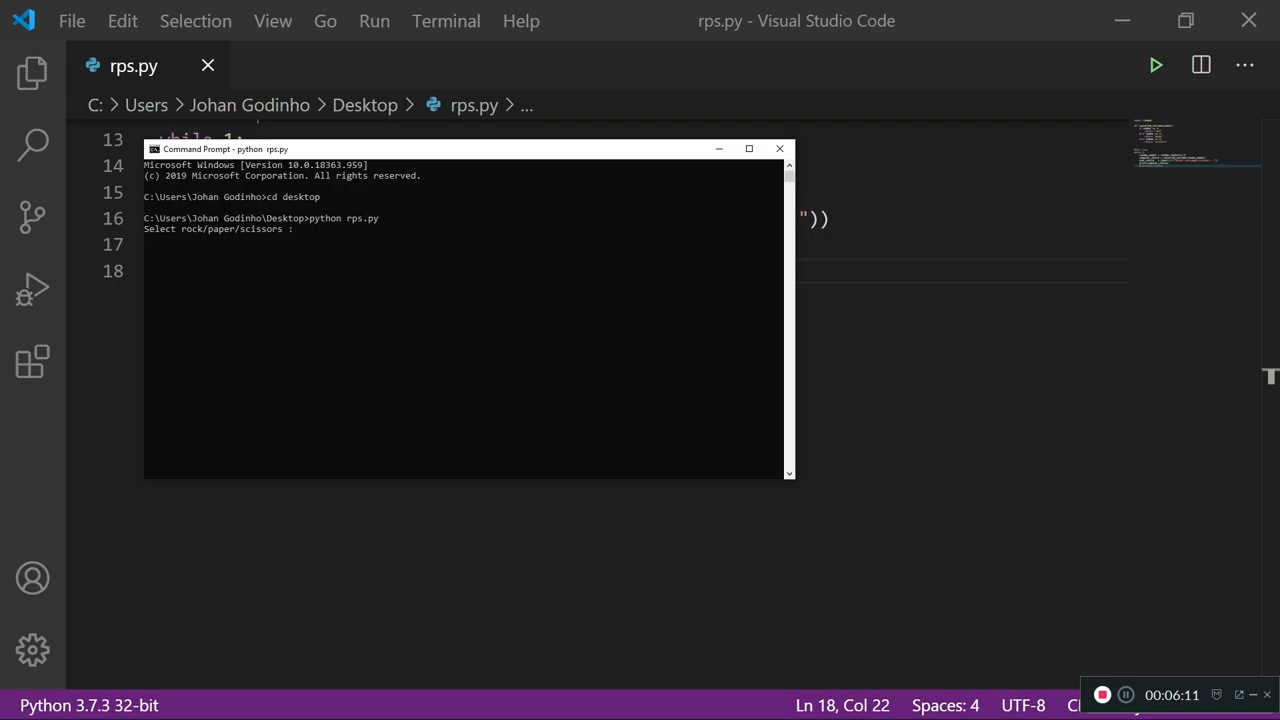 File Edit Selection View Go Run Terminal Help rps.py - Visual Studio Code
rps.py
C: > Users > Johan Godinho > Desktop > rps.py > ...
13 while 1:
Command Prompt - python rps.py
14
Microsoft Windows [Version 10.0.18363.959]
(c) 2019 Microsoft Corporation. All rights reserved.
15
C:\Users\Johan Godinho>cd desktop
16 "))
C:\Users\Johan Godinho\Desktop>python rps.py
Select rock/paper/scissors :
17
18
00:06:11
Python 3.7.3 32-bit Ln 18, Col 22 Spaces: 4 UTF-8